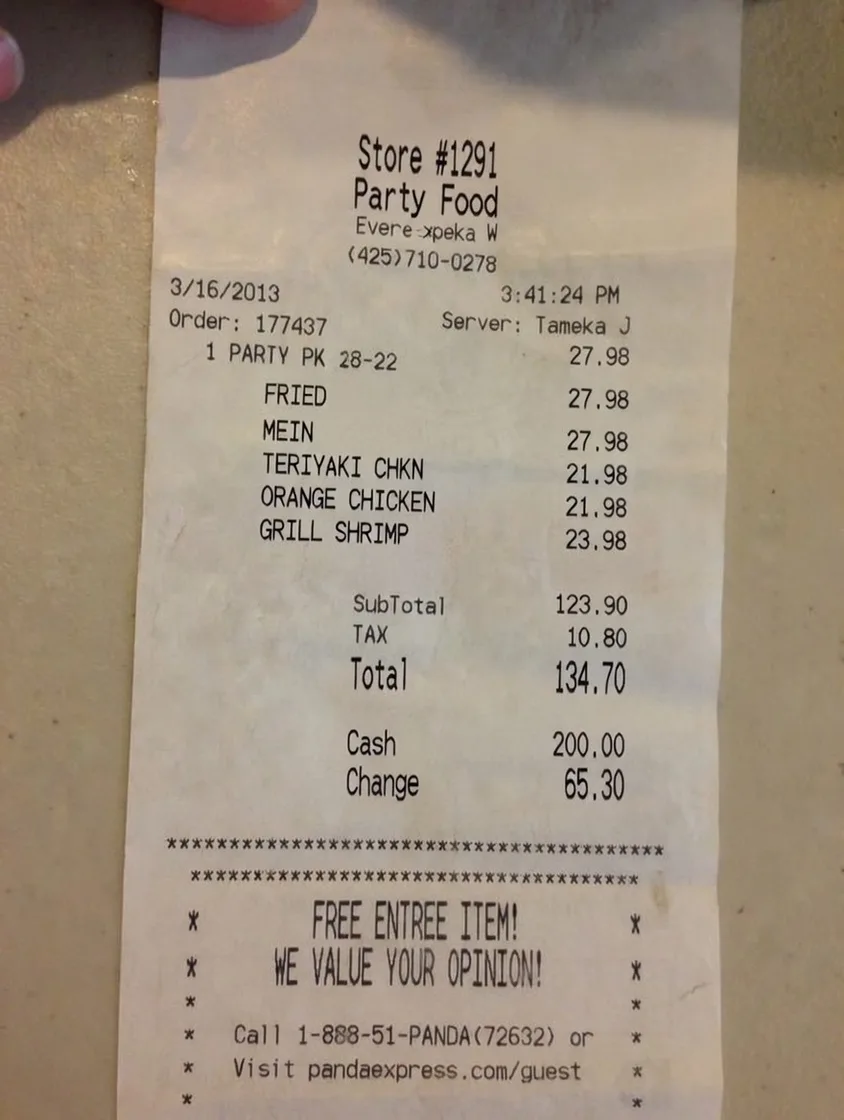 Store #1291
Party Food
W
(425)710-0278
3/16/2013 3:41:24 PM
Order: 177437 Server: Tameka J
1 PARTY PK 28-22 27.98
FRIED 27.98
MEIN 27.98
TERIYAKI CHKN 21.98
ORANGE CHICKEN 21.98
GRILL SHRIMP 23.98
SubTotal 123.90
TAX 10.80
Total 134.70
Cash 200.00
Change 65.30
****************************************
************************************
* FREE ENTREE ITEM! *
* WE VALUE YOUR OPINION! *
* *
* Call 1-888-51-PANDA(72632) or *
* Visit pandaexpress.com/guest *
* *